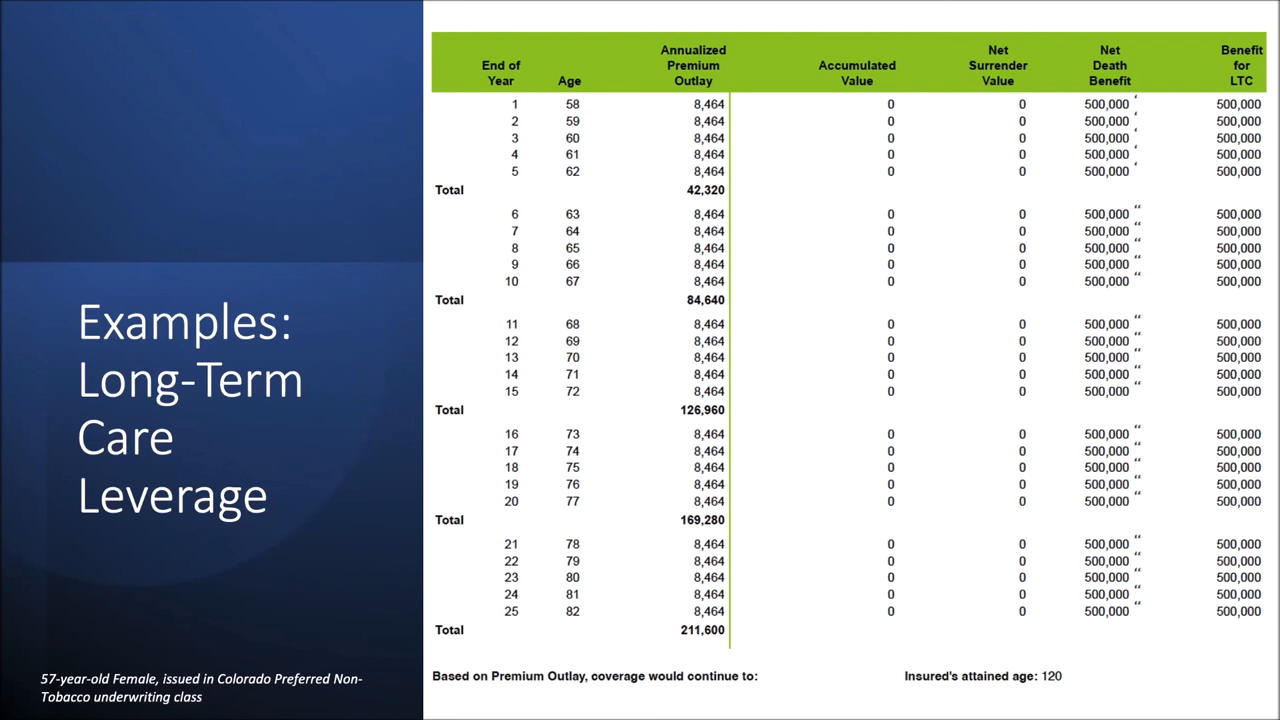 Examples:
Long-Term
Care
Leverage
57-year-old Female, issued in Colorado Preferred Non-
Tobacco underwriting class
End of Year Age Annualized Premium Outlay Accumulated Value Net Surrender Value Net Death Benefit Benefit for LTC
1 58 8,464 0 0 500,000 ‘ 500,000
2 59 8,464 0 0 500,000 ‘ 500,000
3 60 8,464 0 0 500,000 ‘ 500,000
4 61 8,464 0 0 500,000 ‘ 500,000
5 62 8,464 0 0 500,000 ‘ 500,000
Total 42,320
6 63 8,464 0 0 500,000 “ 500,000
7 64 8,464 0 0 500,000 “ 500,000
8 65 8,464 0 0 500,000 “ 500,000
9 66 8,464 0 0 500,000 “ 500,000
10 67 8,464 0 0 500,000 “ 500,000
Total 84,640
11 68 8,464 0 0 500,000 “ 500,000
12 69 8,464 0 0 500,000 “ 500,000
13 70 8,464 0 0 500,000 “ 500,000
14 71 8,464 0 0 500,000 “ 500,000
15 72 8,464 0 0 500,000 “ 500,000
Total 126,960
16 73 8,464 0 0 500,000 “ 500,000
17 74 8,464 0 0 500,000 “ 500,000
18 75 8,464 0 0 500,000 “ 500,000
19 76 8,464 0 0 500,000 “ 500,000
20 77 8,464 0 0 500,000 “ 500,000
Total 169,280
21 78 8,464 0 0 500,000 “ 500,000
22 79 8,464 0 0 500,000 “ 500,000
23 80 8,464 0 0 500,000 “ 500,000
24 81 8,464 0 0 500,000 “ 500,000
25 82 8,464 0 0 500,000 “ 500,000
Total 211,600
Based on Premium Outlay, coverage would continue to: Insured's attained age: 120